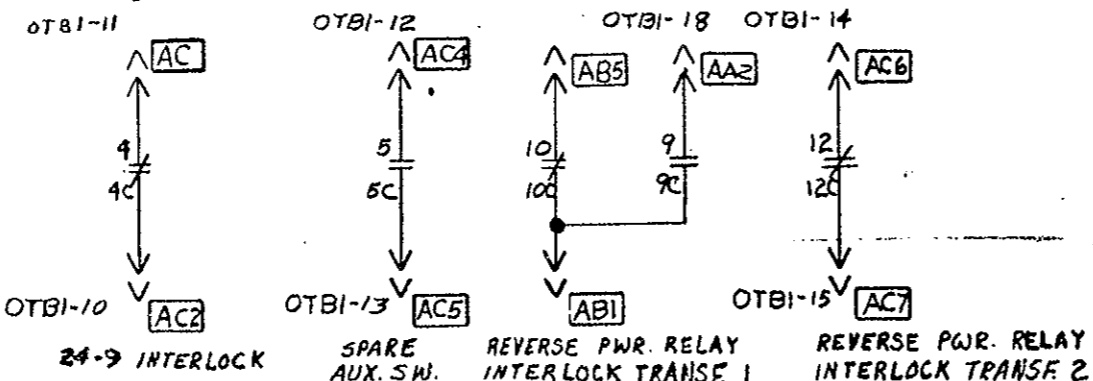 OTB1-11
OTB1-12
OTB1-18
OTB1-14
AC
AC4
AB5
AA2
AC6
4
4C
5
5C
10
10C
9
9C
12
12C
OTB1-10
AC2
OTB1-13
AC5
AB1
OTB1-15
AC7
24-9 INTERLOCK
SPARE
AUX. SW.
REVERSE PWR. RELAY
INTERLOCK TRANSF. 1
REVERSE PWR. RELAY
INTERLOCK TRANSF. 2